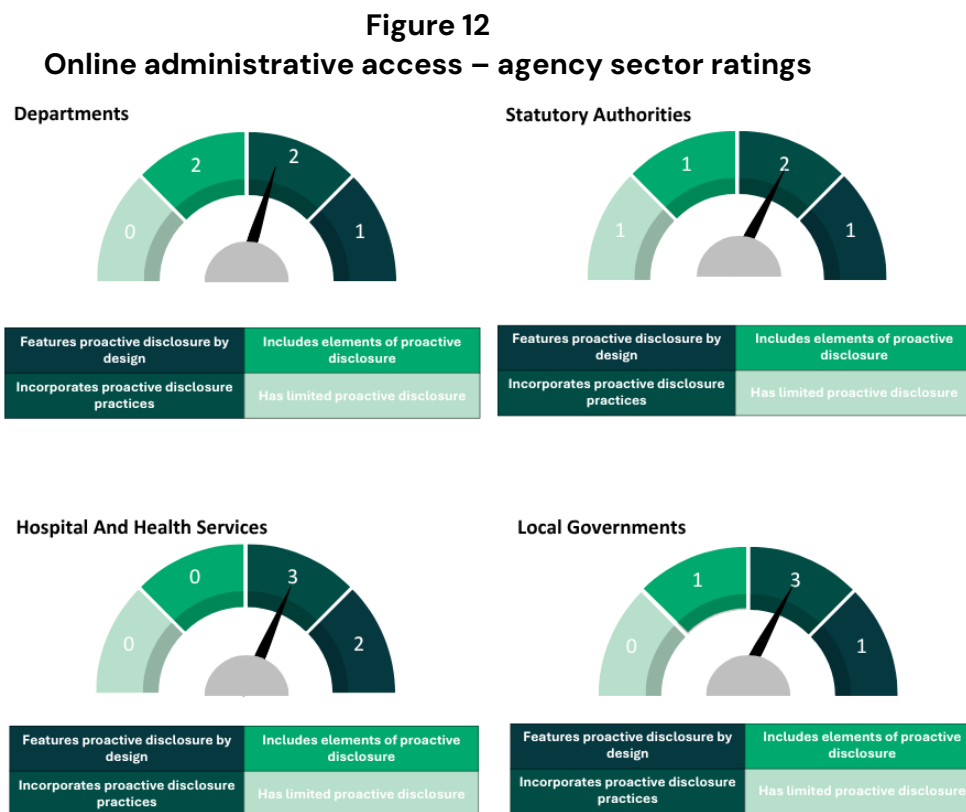 Figure 12
Online administrative access – agency sector ratings
Departments
0
2
2
1
Features proactive disclosure by
design
Includes elements of proactive
disclosure
Incorporates proactive disclosure
practices
Has limited proactive disclosure
Statutory Authorities
1
1
2
1
Features proactive disclosure by
design
Includes elements of proactive
disclosure
Incorporates proactive disclosure
practices
Has limited proactive disclosure
Hospital And Health Services
0
0
3
2
Features proactive disclosure by
design
Includes elements of proactive
disclosure
Incorporates proactive disclosure
practices
Has limited proactive disclosure
Local Governments
0
1
3
1
Features proactive disclosure by
design
Includes elements of proactive
disclosure
Incorporates proactive disclosure
practices
Has limited proactive disclosure